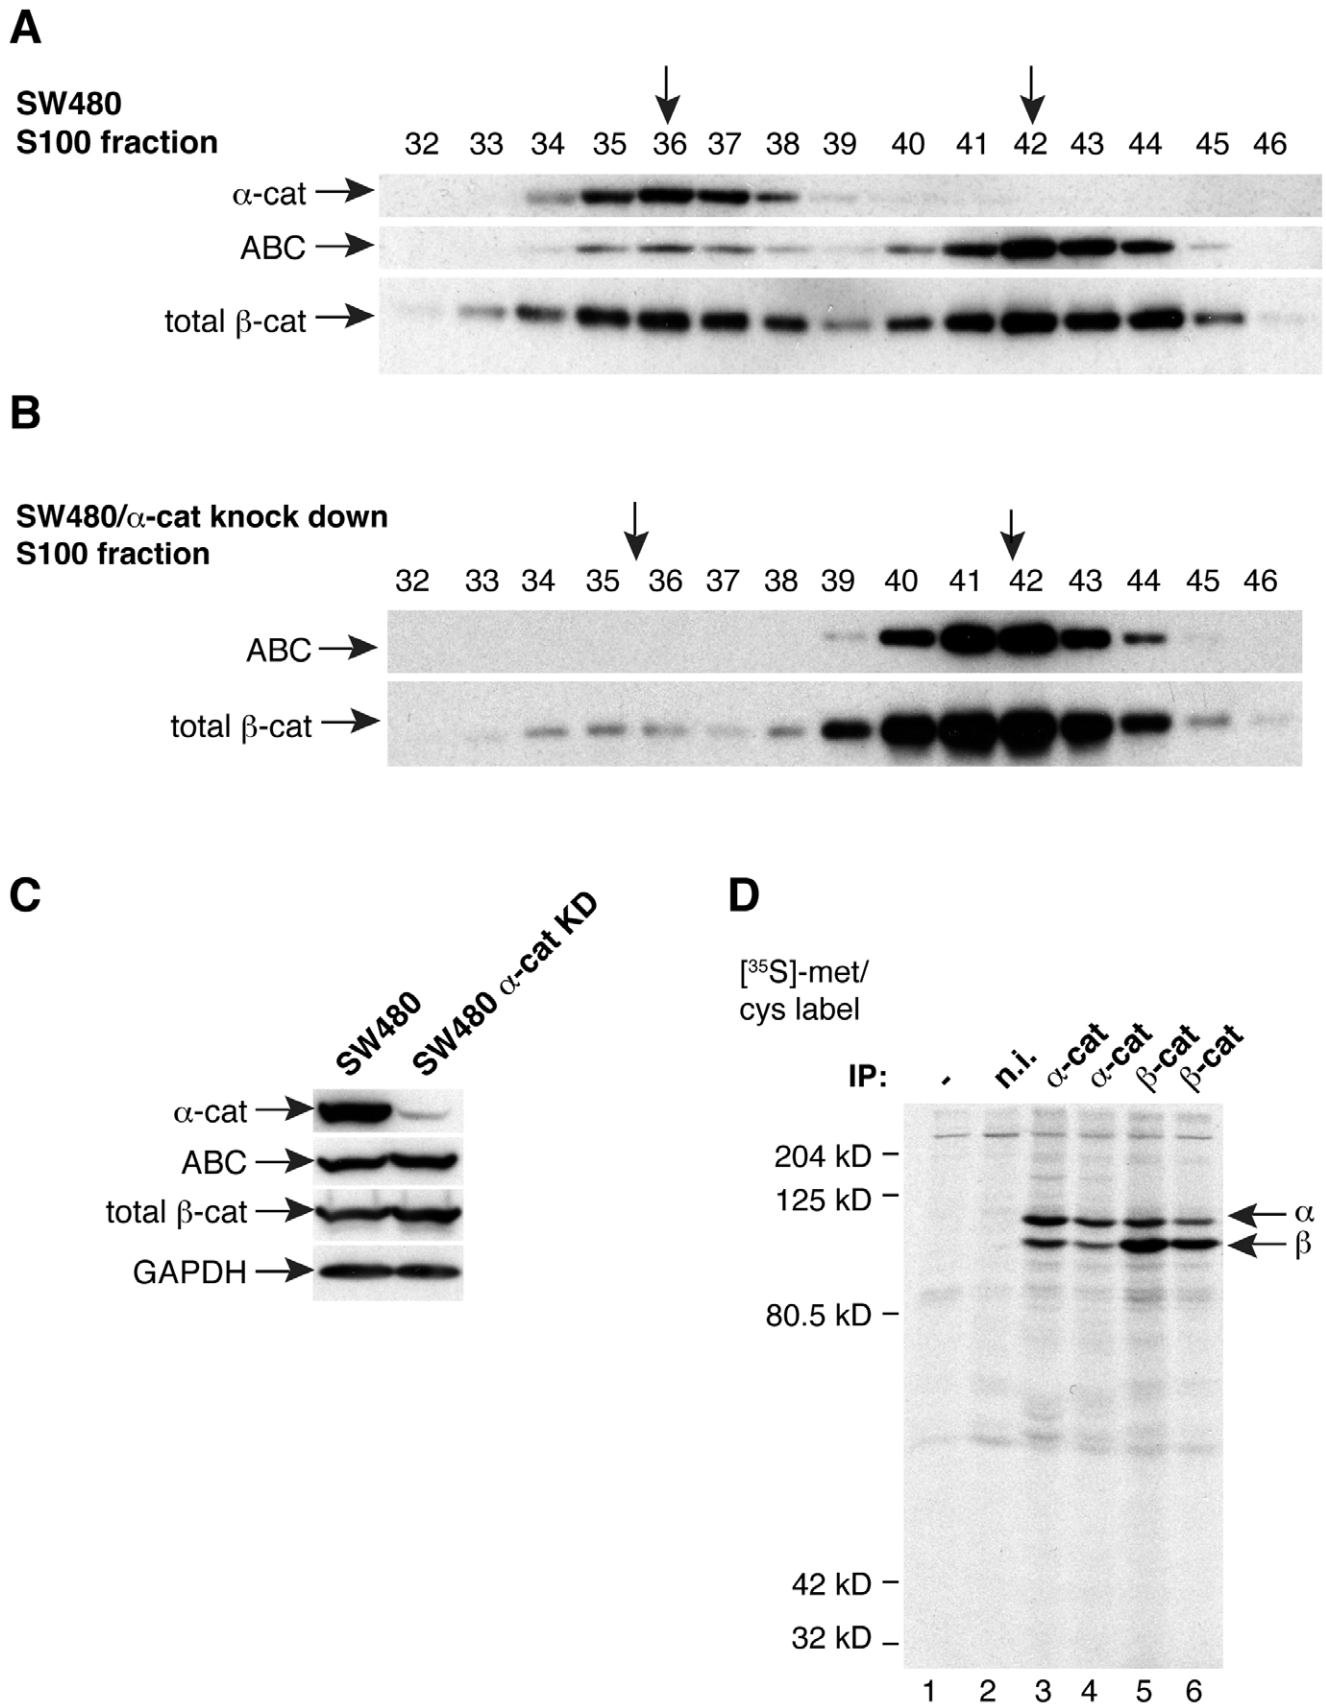 A
SW480
S100 fraction
32 33 34 35 36 37 38 39 40 41 42 43 44 45 46
α-cat
ABC
total β-cat
B
SW480/α-cat knock down
S100 fraction
32 33 34 35 36 37 38 39 40 41 42 43 44 45 46
ABC
total β-cat
C
SW480
SW480 α-cat KD
α-cat
ABC
total β-cat
GAPDH
D
[³⁵S]-met/
cys label
IP: - n.i. α-cat α-cat β-cat β-cat
204 kD
125 kD
80.5 kD
42 kD
32 kD
α
β
1 2 3 4 5 6